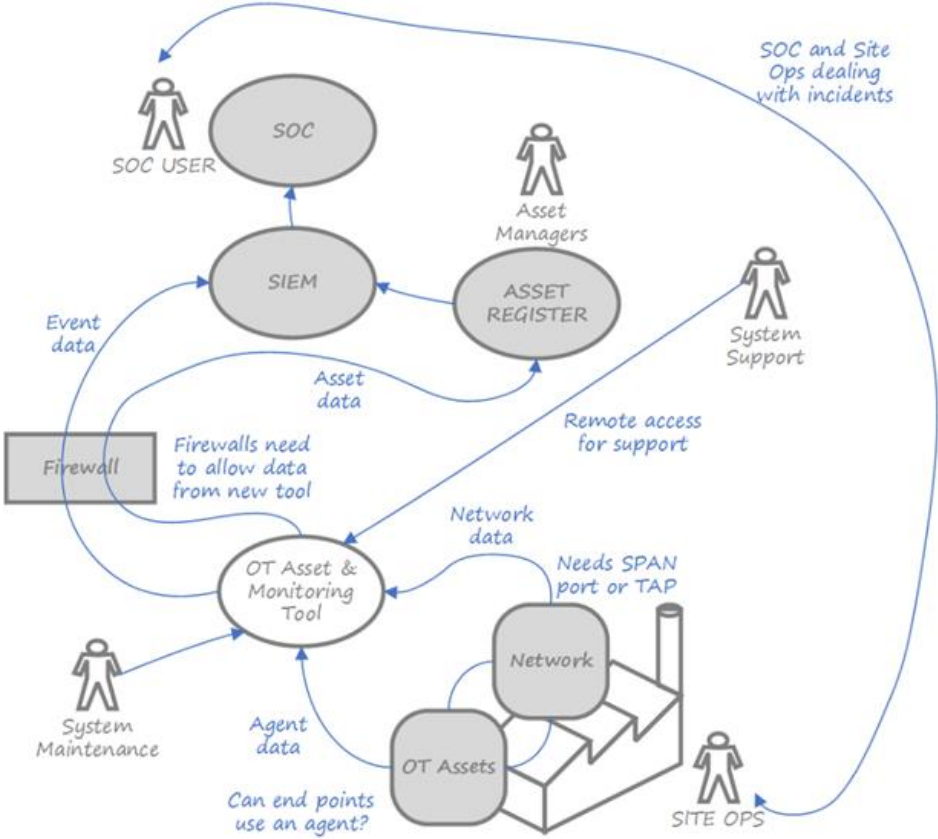 SOC and Site
Ops dealing
with incidents
SOC
SOC USER
Asset
Managers
SIEM
ASSET
REGISTER
System
Support
Event
data
Asset
data
Remote access
for support
Firewall
Firewalls need
to allow data
from new tool
Network
data
Needs SPAN
port or TAP
OT Asset &
Monitoring
Tool
Network
System
Maintenance
Agent
data
OT Assets
Can end points
use an agent?
SITE OPS